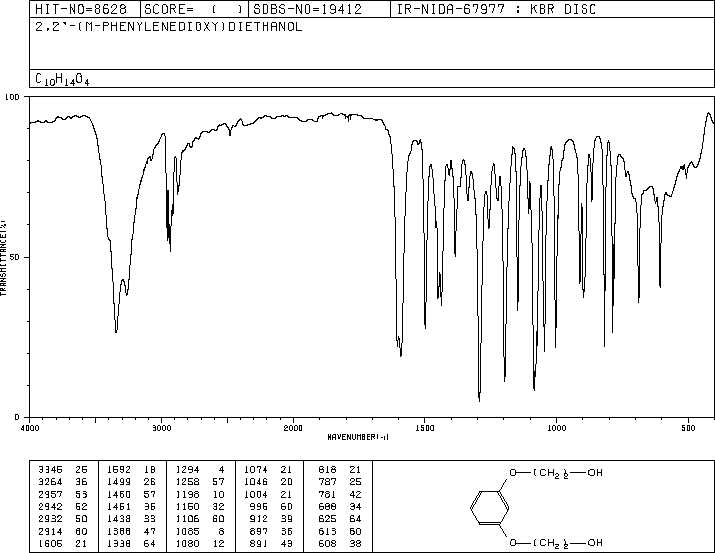 HIT-NO=8628 SCORE= ( ) SDBS-NO=19412 IR-NIDA-67977 : KBR DISC
2,2'-(M-PHENYLENEDIOXY)DIETHANOL
C10H14O4
100
50
0
TRANSMITTANCE(%)
4000 3000 2000 1500 1000 500
WAVENUMBER(-1)
3345 25 1592 18 1294 4 1074 21 818 21
3264 36 1499 26 1258 57 1046 20 787 25
2957 53 1460 57 1198 10 1004 21 781 42
2942 52 1451 35 1150 32 996 60 688 34
2932 50 1438 33 1106 60 912 39 625 64
2914 60 1388 47 1085 8 897 36 613 60
1605 21 1338 64 1080 12 891 49 608 38
O—(CH2)2—OH
O—(CH2)2—OH